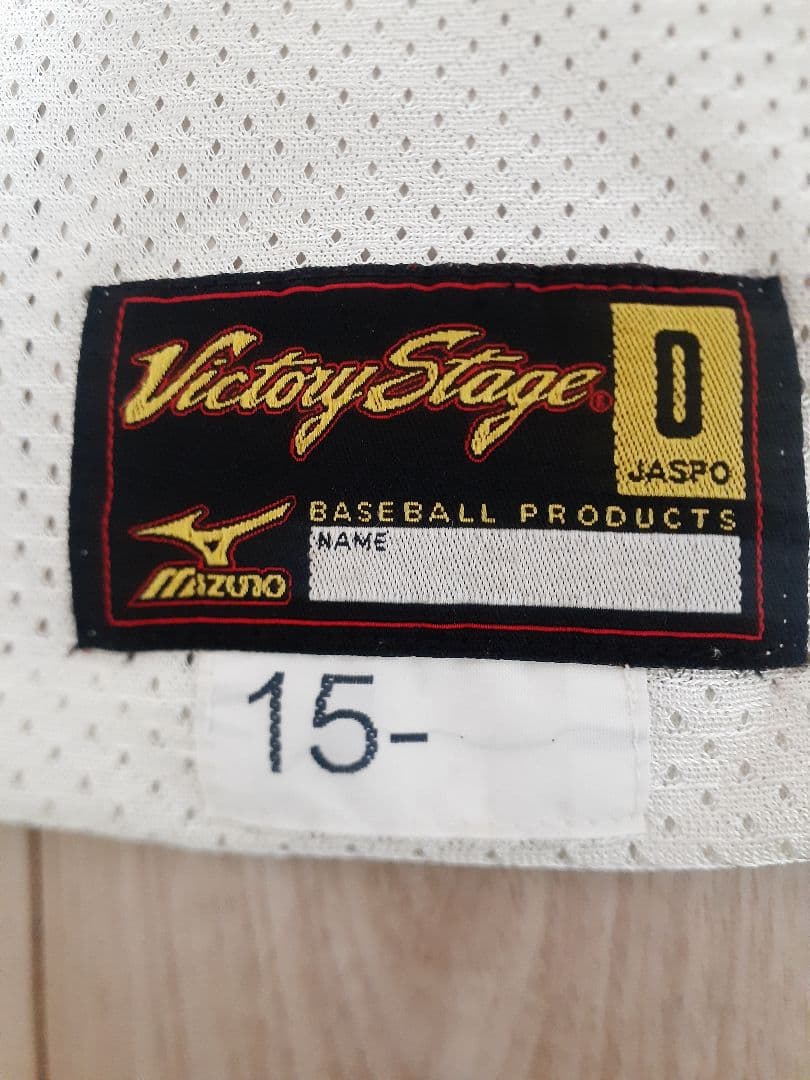 Victory Stage®
O
JASPO
BASEBALL PRODUCTS
NAME
MIZUNO
15-